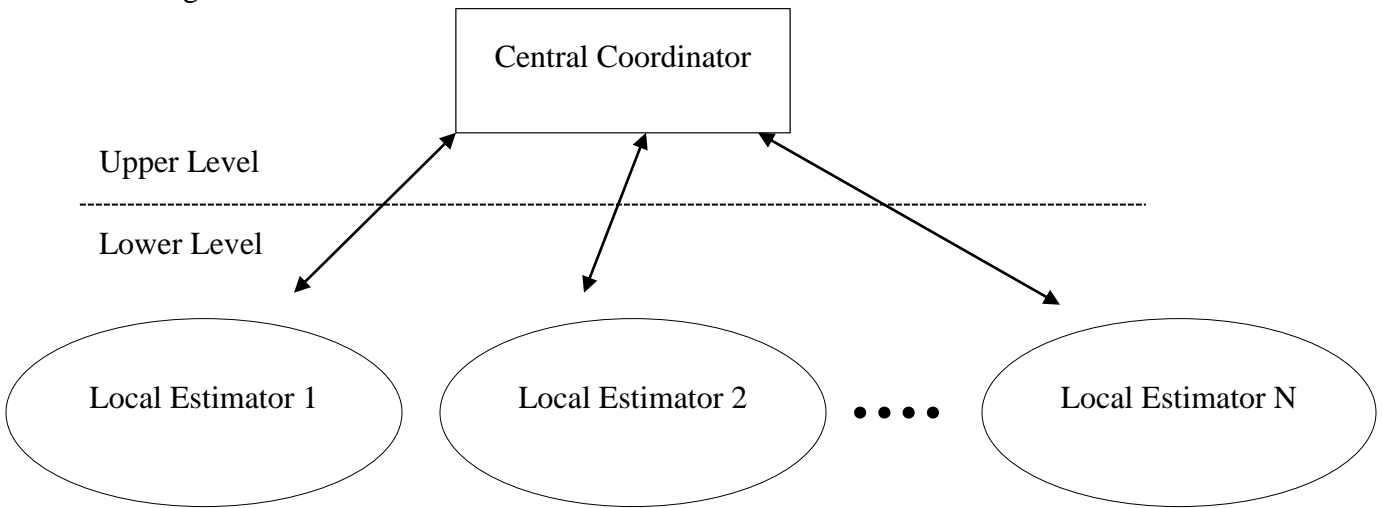 Central Coordinator
Upper Level
Lower Level
Local Estimator 1
Local Estimator 2
Local Estimator N